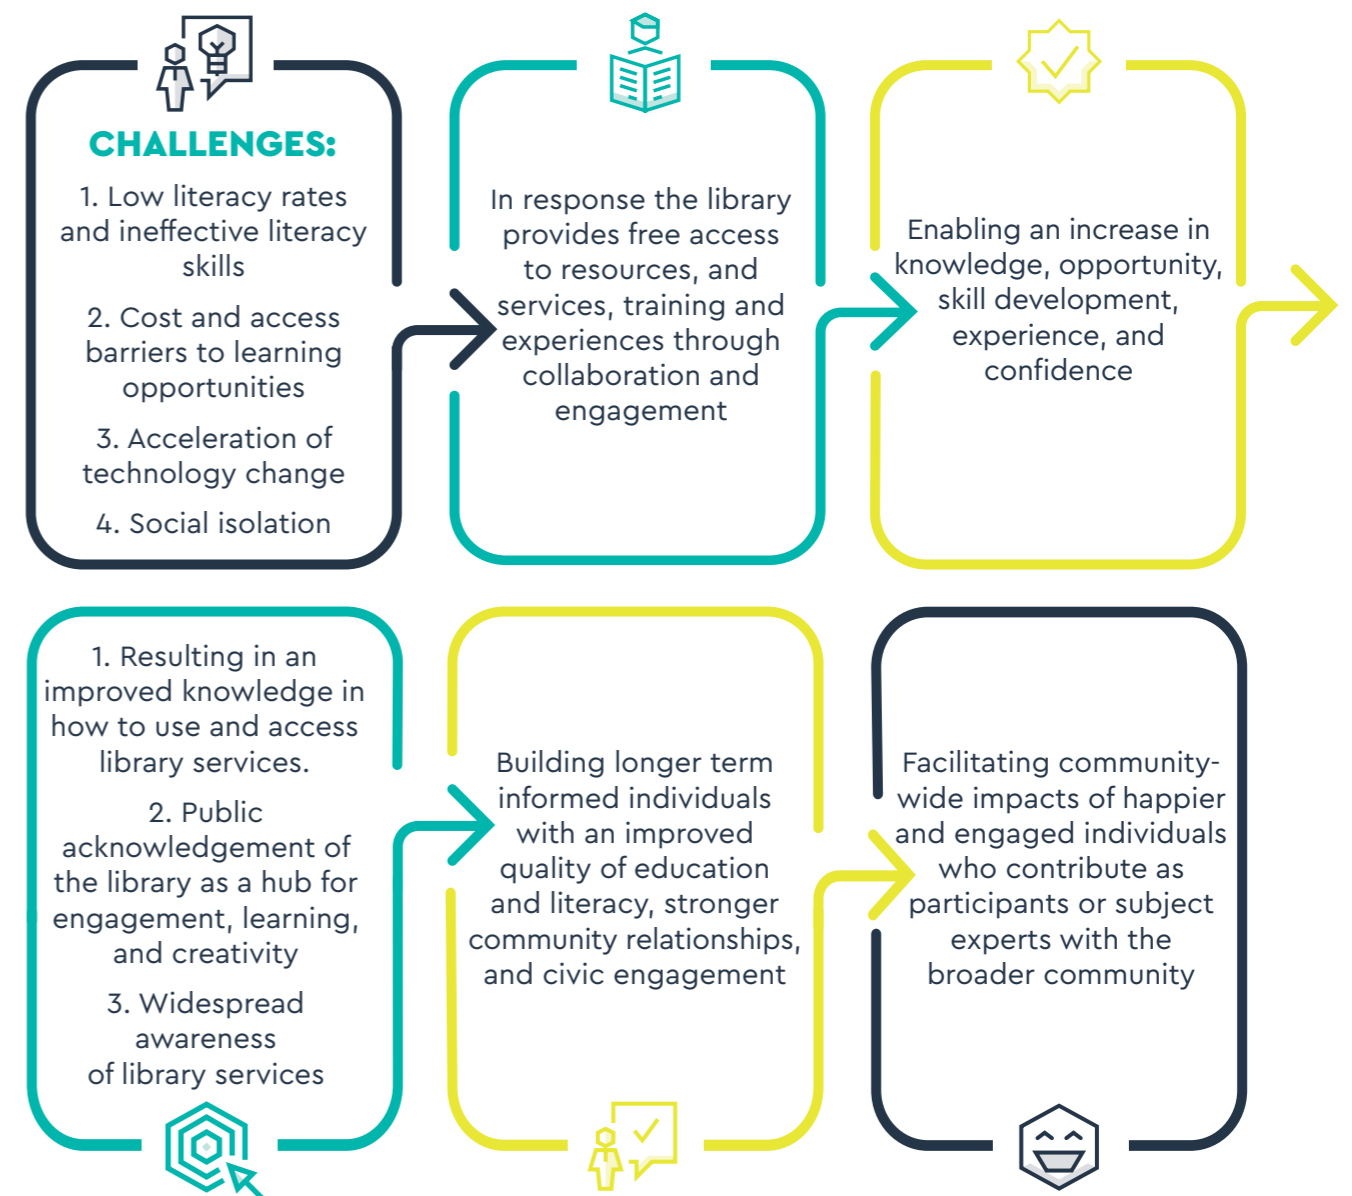 CHALLENGES:
1. Low literacy rates
and ineffective literacy
skills
2. Cost and access
barriers to learning
opportunities
3. Acceleration of
technology change
4. Social isolation
In response the library
provides free access
to resources, and
services, training and
experiences through
collaboration and
engagement
Enabling an increase in
knowledge, opportunity,
skill development,
experience, and
confidence
1. Resulting in an
improved knowledge in
how to use and access
library services.
2. Public
acknowledgement of
the library as a hub for
engagement, learning,
and creativity
3. Widespread
awareness
of library services
Building longer term
informed individuals
with an improved
quality of education
and literacy, stronger
community relationships,
and civic engagement
Facilitating community-
wide impacts of happier
and engaged individuals
who contribute as
participants or subject
experts with the
broader community